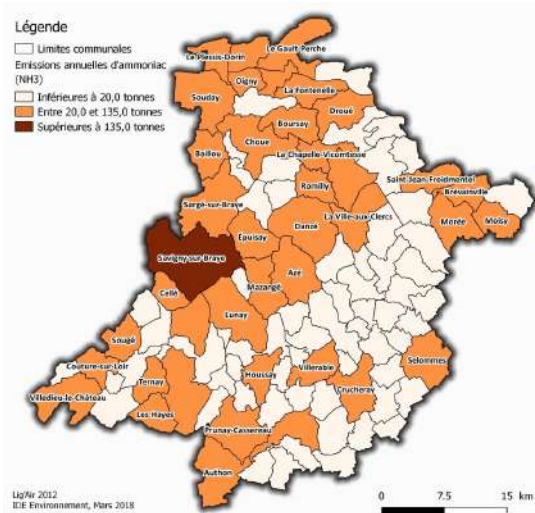 Légende
Limites communales
Emissions annuelles d'ammoniac
(NH3)
Inférieures à 20,0 tonnes
Entre 20,0 et 135,0 tonnes
Supérieures à 135,0 tonnes
Le Gault-Perche
Le Plessis-Dorin
Oigny
La Fontenelle
Souday
Droué
Boursay
Choue
Baillou
La Chapelle-Vicomtesse
Saint-Jean-Froidmentel
Romilly
Brévainville
Sargé-sur-Braye
La Ville-aux-Clercs
Morée
Moisy
Danzé
Epuisay
Savigny-sur-Braye
Azé
Mazangé
Cellé
Lunay
Sougé
Couture-sur-Loir
Villerable
Selommes
Houssay
Ternay
Villedieu-le-Château
Crucheray
Les Hayes
Prunay-Cassereau
Authon
Lig'Air 2012
IDE Environnement, Mars 2018
0 7.5 15 km